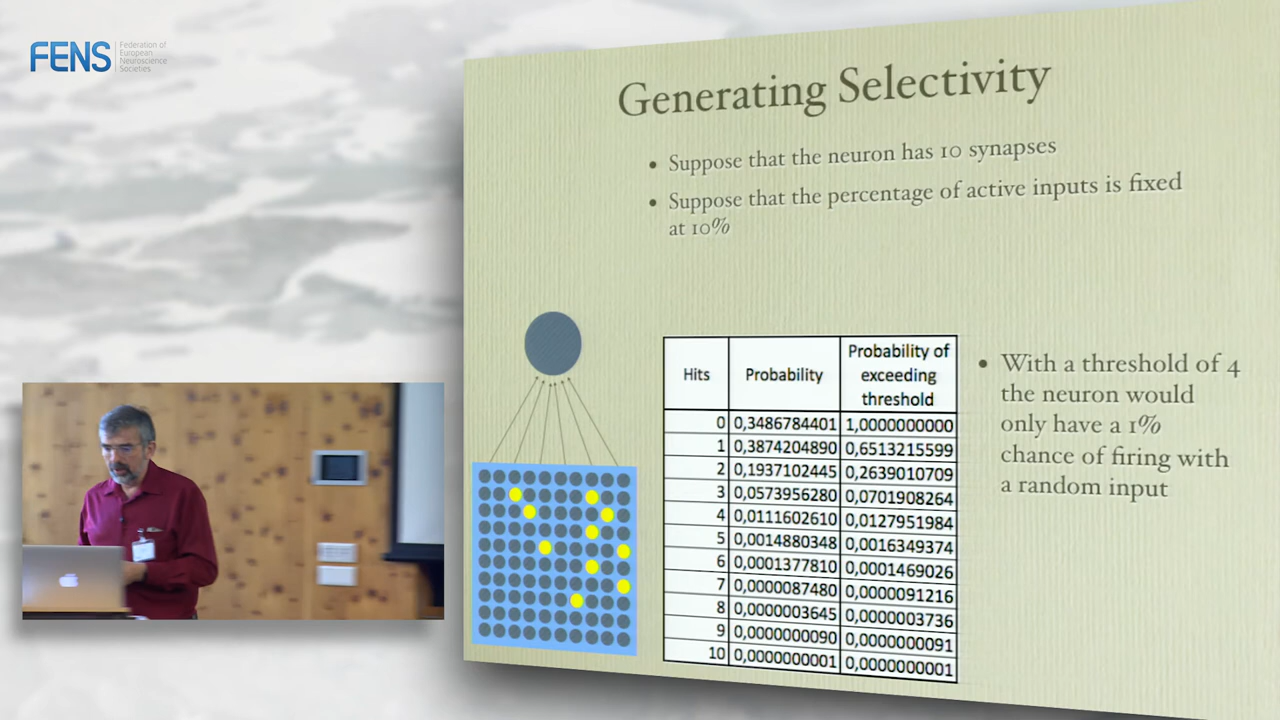 FENS
Federation of
European
Neuroscience
Societies
Generating Selectivity
• Suppose that the neuron has 10 synapses
• Suppose that the percentage of active inputs is fixed
at 10%
Hits Probability Probability of exceeding threshold
0 0,3486784401 1,0000000000
1 0,3874204890 0,6513215599
2 0,1937102445 0,2639010709
3 0,0573956280 0,0701908264
4 0,0111602610 0,0127951984
5 0,0014880348 0,0016349374
6 0,0001377810 0,0001469026
7 0,0000087480 0,0000091216
8 0,0000003645 0,0000003736
9 0,0000000090 0,0000000091
10 0,0000000001 0,0000000001
• With a threshold of 4
the neuron would
only have a 1%
chance of firing with
a random input